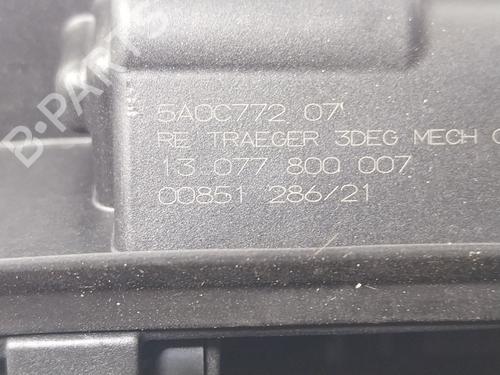 B-PARTS
5A0C772 07
RE TRAEGER 3DEG MECH
13 077 800 007
00851 286/21